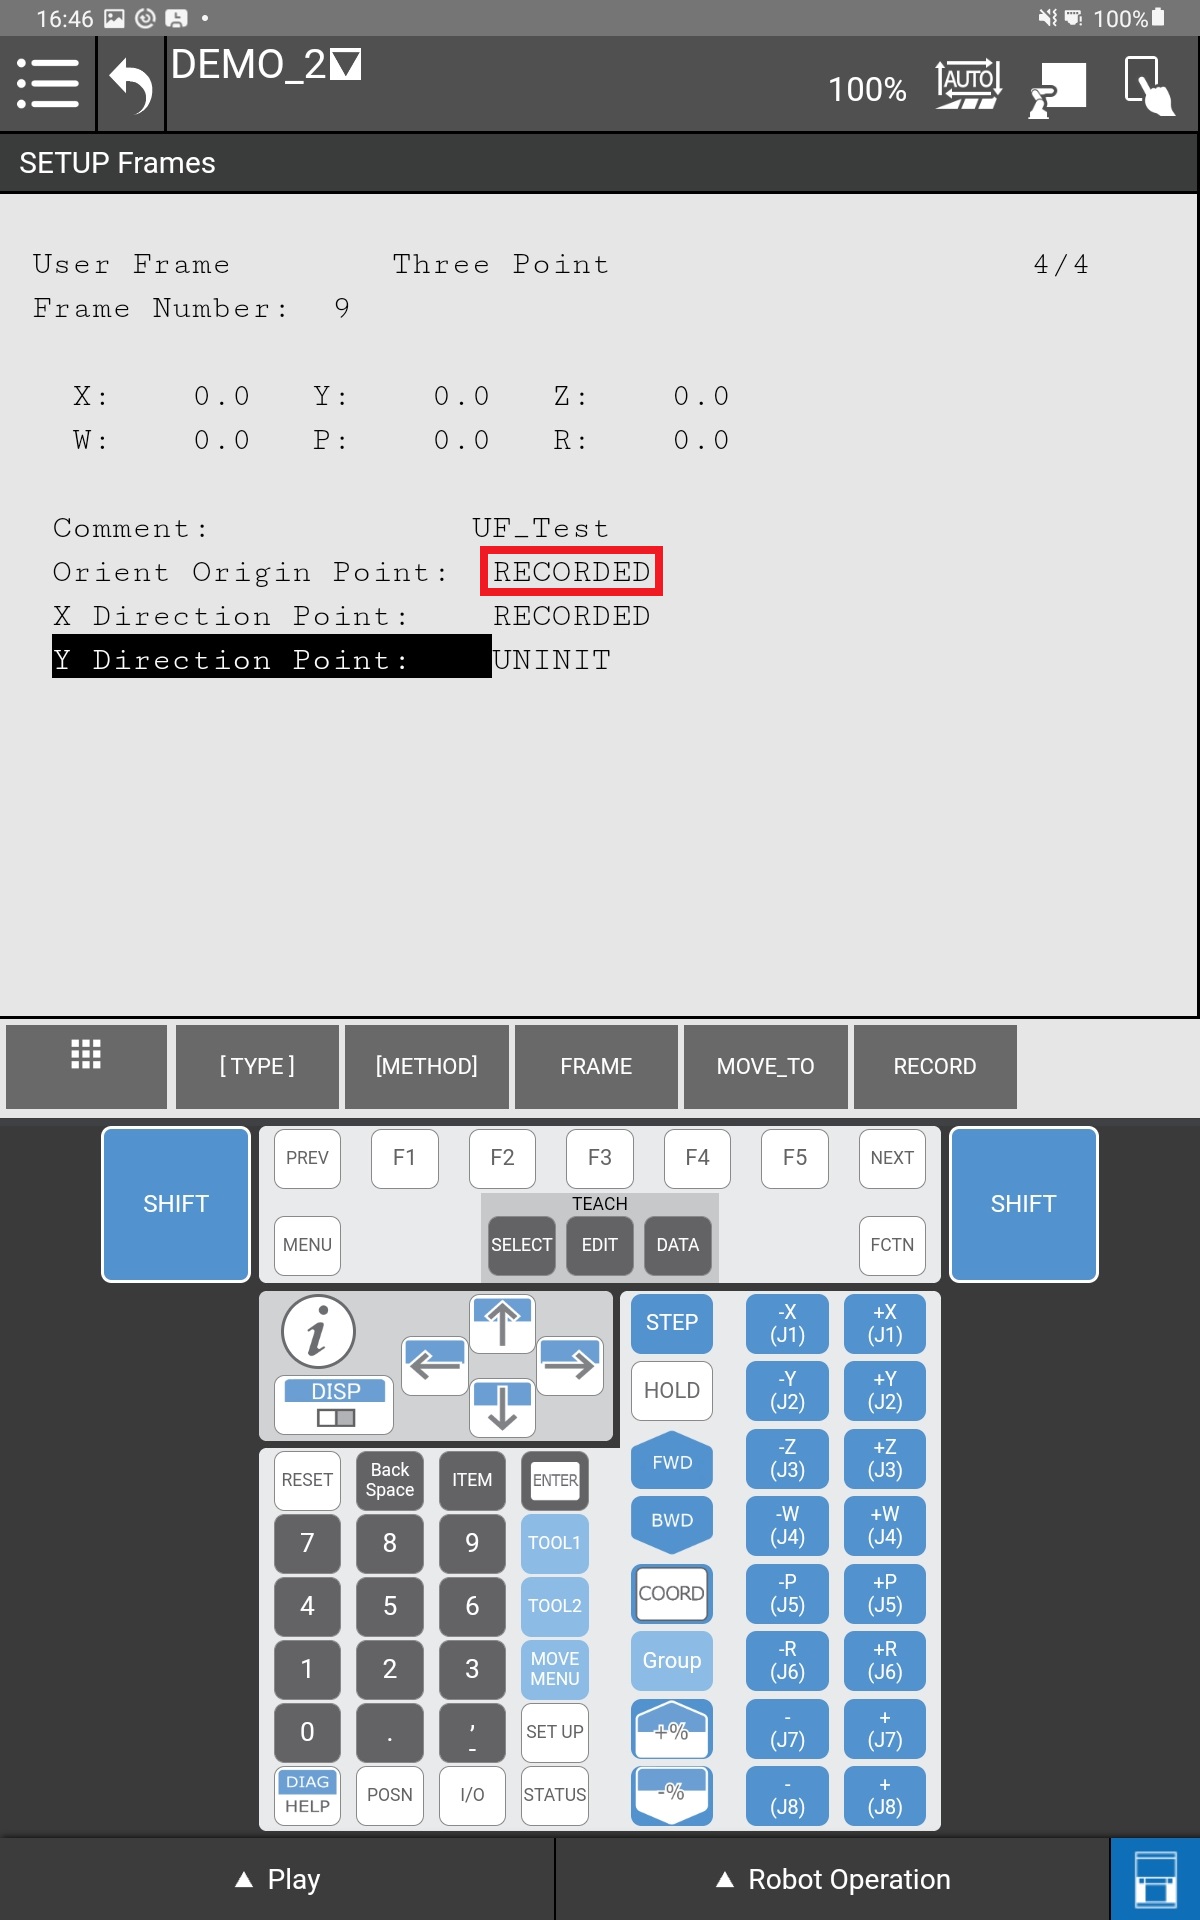 16:46 100%
DEMO_2
100% AUTO
SETUP Frames
User Frame Three Point 4/4
Frame Number: 9
X: 0.0 Y: 0.0 Z: 0.0
W: 0.0 P: 0.0 R: 0.0
Comment: UF_Test
Orient Origin Point: RECORDED
X Direction Point: RECORDED
Y Direction Point: UNINIT
[ TYPE ] [METHOD] FRAME MOVE_TO RECORD
SHIFT
PREV F1 F2 F3 F4 F5 NEXT
SHIFT
TEACH
MENU SELECT EDIT DATA FCTN
i
DISP
RESET Back Space ITEM ENTER
7 8 9 TOOL1
4 5 6 TOOL2
1 2 3 MOVE MENU
0 . , - SET UP
DIAG HELP POSN I/O STATUS
STEP
HOLD
FWD
BWD
COORD
Group
+%
-%
-X (J1) +X (J1)
-Y (J2) +Y (J2)
-Z (J3) +Z (J3)
-W (J4) +W (J4)
-P (J5) +P (J5)
-R (J6) +R (J6)
- (J7) + (J7)
- (J8) + (J8)
▲ Play ▲ Robot Operation